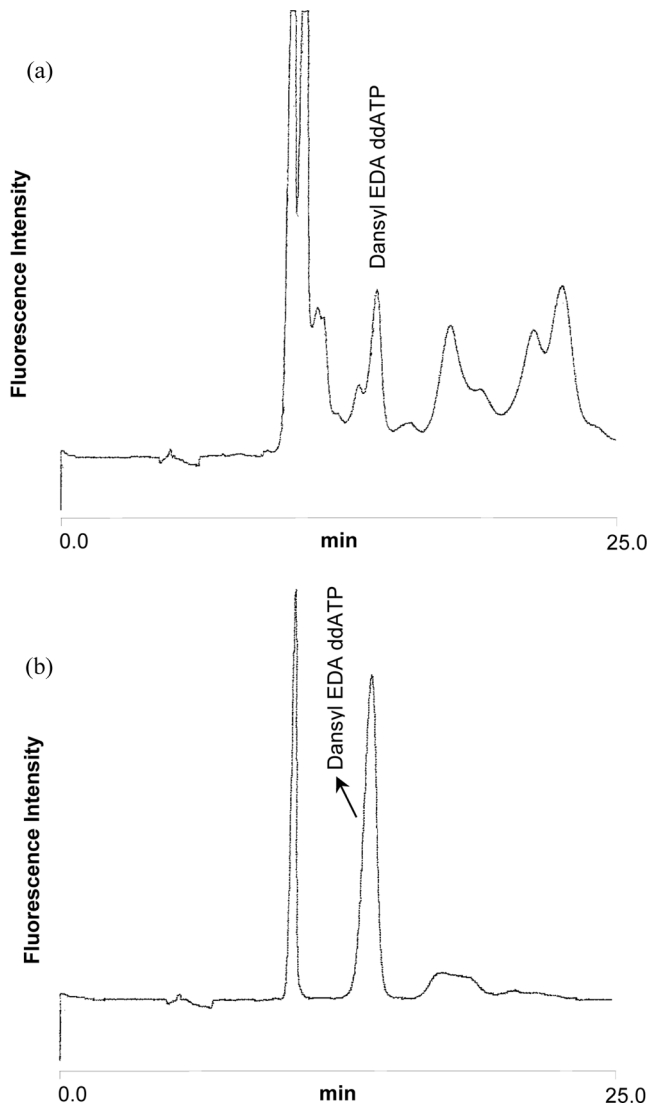 (a)
Fluorescence Intensity
Dansyl EDA ddATP
0.0
min
25.0
(b)
Fluorescence Intensity
Dansyl EDA ddATP
0.0
min
25.0